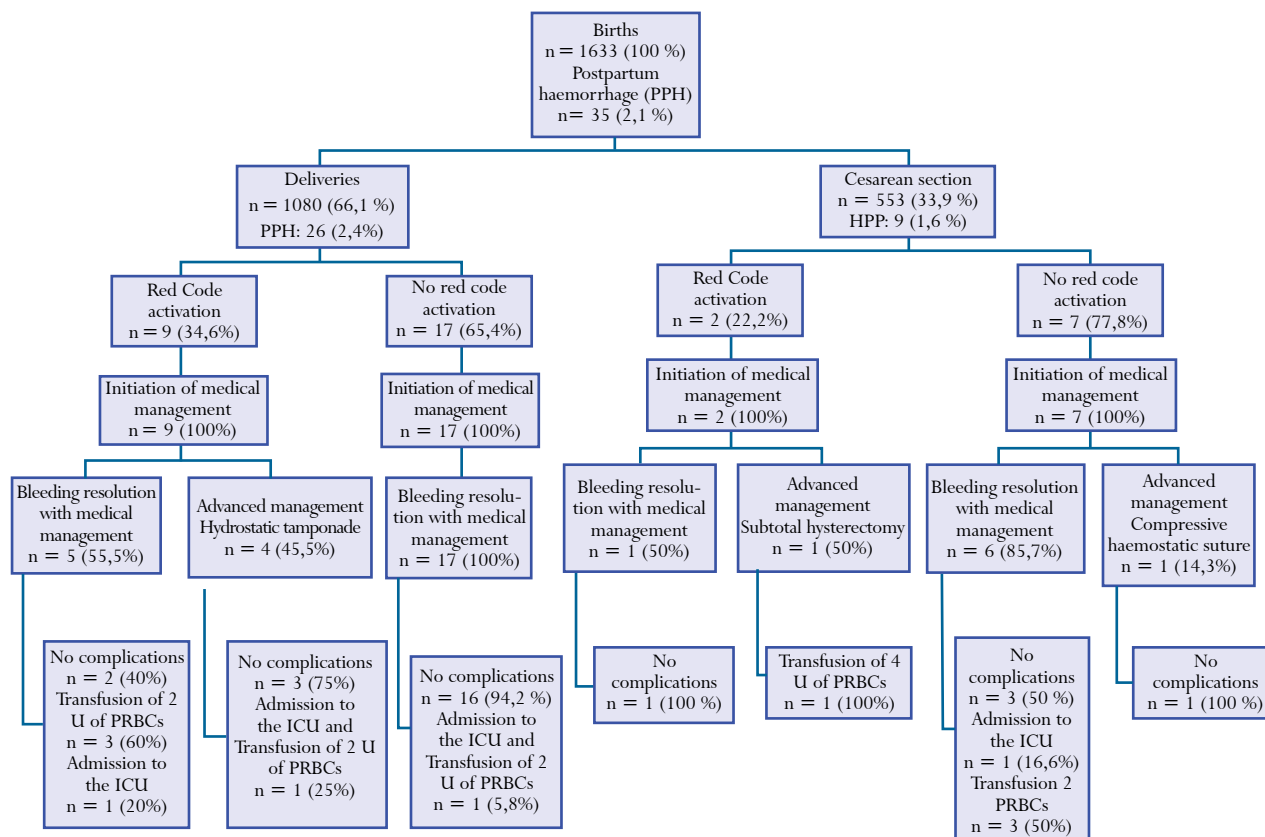 Births
n = 1633 (100 %)
Postpartum
haemorrhage (PPH)
n= 35 (2,1 %)
Deliveries
n = 1080 (66,1 %)
PPH: 26 (2,4%)
Cesarean section
n = 553 (33,9 %)
HPP: 9 (1,6 %)
Red Code
activation
n = 9 (34,6%)
No red code
activation
n = 17 (65,4%)
Red Code
activation
n = 2 (22,2%)
No red code
activation
n = 7 (77,8%)
Initiation of medical
management
n = 9 (100%)
Initiation of medical
management
n = 17 (100%)
Initiation of medical
management
n = 2 (100%)
Initiation of medical
management
n = 7 (100%)
Bleeding resolution
with medical
management
n = 5 (55,5%)
Advanced management
Hydrostatic tamponade
n = 4 (45,5%)
Bleeding resolu-
tion with medical
management
n = 17 (100%)
Bleeding resolu-
tion with medical
management
n = 1 (50%)
Advanced
management
Subtotal hysterectomy
n = 1 (50%)
Bleeding resolution
with medical
management
n = 6 (85,7%)
Advanced
management
Compressive
haemostatic suture
n = 1 (14,3%)
No complications
n = 2 (40%)
Transfusion of 2
U of PRBCs
n = 3 (60%)
Admission to
the ICU
n = 1 (20%)
No complications
n = 3 (75%)
Admission to
the ICU and
Transfusion of 2 U
of PRBCs
n = 1 (25%)
No complications
n = 16 (94,2 %)
Admission to
the ICU and
Transfusion of 2
U of PRBCs
n = 1 (5,8%)
No
complications
n = 1 (100 %)
Transfusion of 4
U of PRBCs
n = 1 (100%)
No
complications
n = 3 (50 %)
Admission to
the ICU
n = 1 (16,6%)
Transfusion 2
PRBCs
n = 3 (50%)
No
complications
n = 1 (100 %)